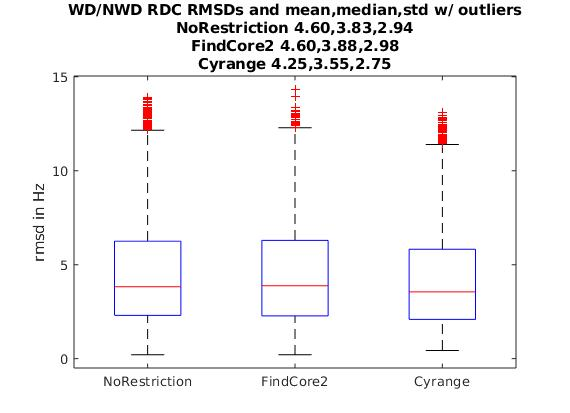 WD/NWD RDC RMSDs and mean,median,std w/ outliers
NoRestriction 4.60,3.83,2.94
FindCore2 4.60,3.88,2.98
Cyrange 4.25,3.55,2.75
15
10
5
0
rmsd in Hz
NoRestriction FindCore2 Cyrange